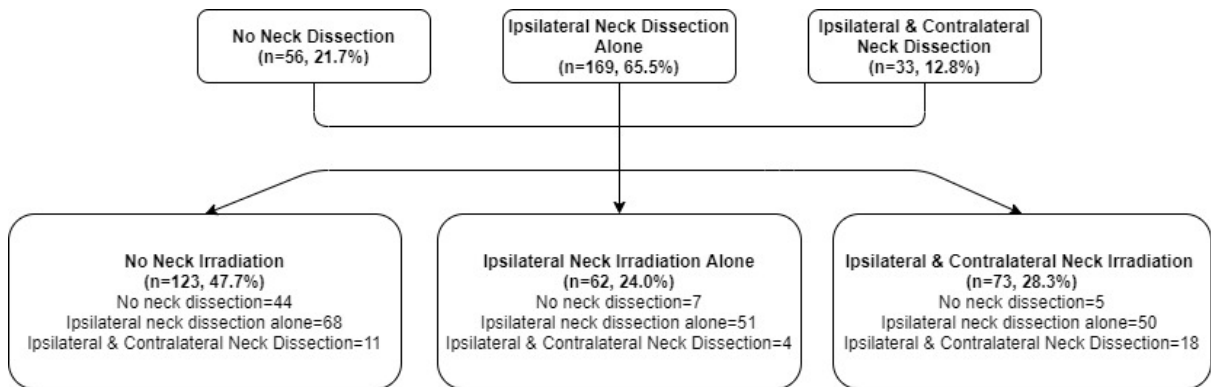 No Neck Dissection
(n=56, 21.7%)
Ipsilateral Neck Dissection
Alone
(n=169, 65.5%)
Ipsilateral & Contralateral
Neck Dissection
(n=33, 12.8%)
No Neck Irradiation
(n=123, 47.7%)
No neck dissection=44
Ipsilateral neck dissection alone=68
Ipsilateral & Contralateral Neck Dissection=11
Ipsilateral Neck Irradiation Alone
(n=62, 24.0%)
No neck dissection=7
Ipsilateral neck dissection alone=51
Ipsilateral & Contralateral Neck Dissection=4
Ipsilateral & Contralateral Neck Irradiation
(n=73, 28.3%)
No neck dissection=5
Ipsilateral neck dissection alone=50
Ipsilateral & Contralateral Neck Dissection=18